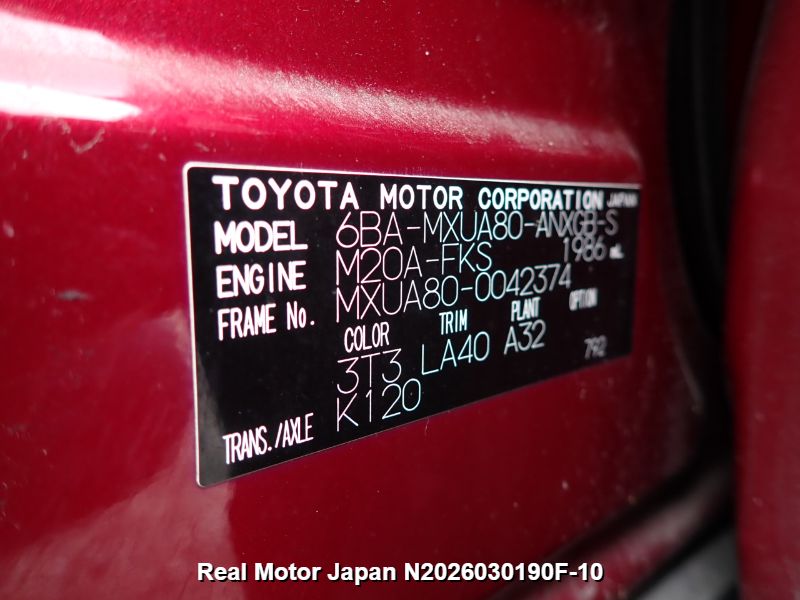 TOYOTA MOTOR CORPORATION JAPAN
MODEL 6BA-MXUA80-ANXGB-S
ENGINE M20A-FKS 1986 mL
FRAME No. MXUA80-0042374
COLOR TRIM PLANT OPTION
3T3 LA40 A32 792
TRANS./AXLE K120
Real Motor Japan N2026030190F-10